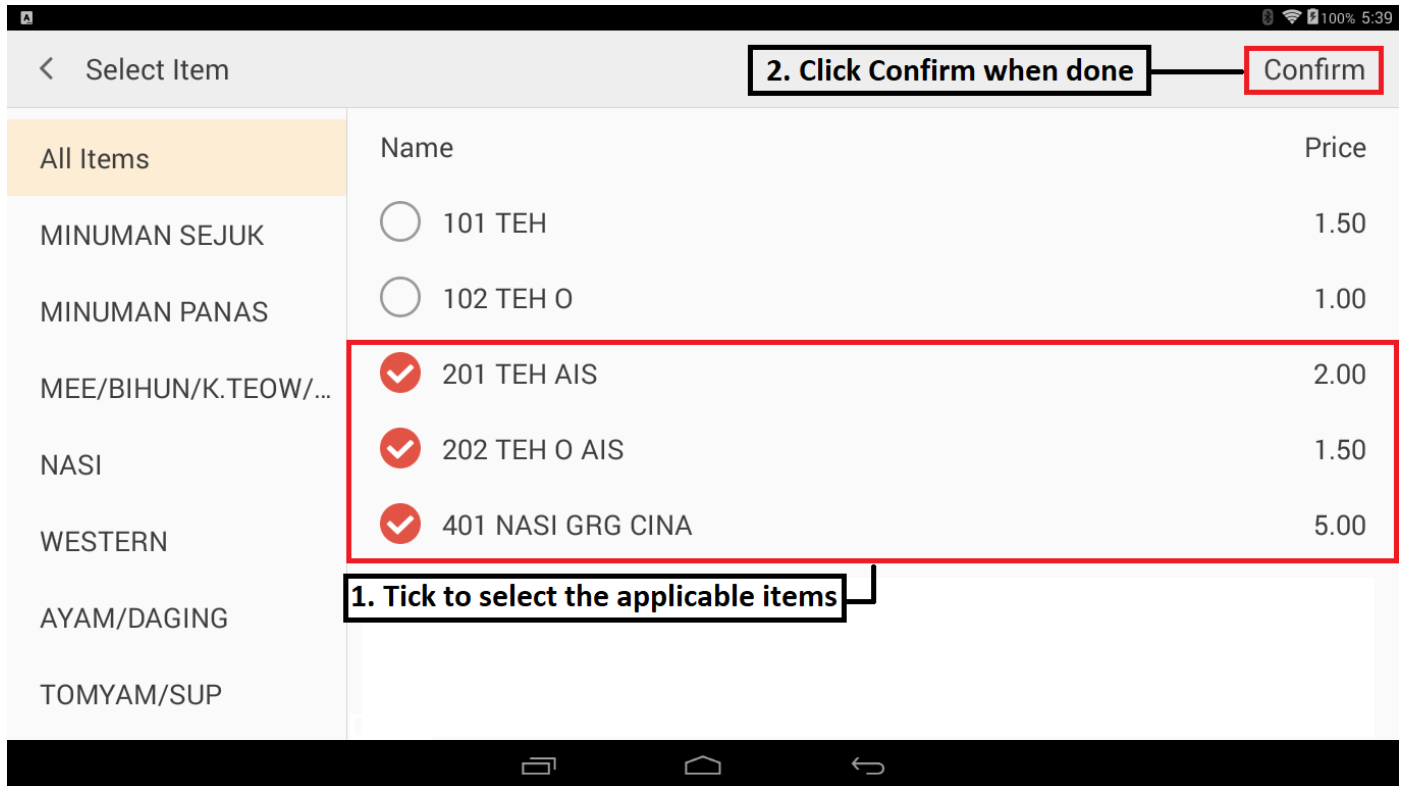 A 100% 5:39
Select Item
2. Click Confirm when done
Confirm
All Items
MINUMAN SEJUK
MINUMAN PANAS
MEE/BIHUN/K.TEOW/...
NASI
WESTERN
AYAM/DAGING
TOMYAM/SUP
Name Price
101 TEH 1.50
102 TEH O 1.00
201 TEH AIS 2.00
202 TEH O AIS 1.50
401 NASI GRG CINA 5.00
1. Tick to select the applicable items